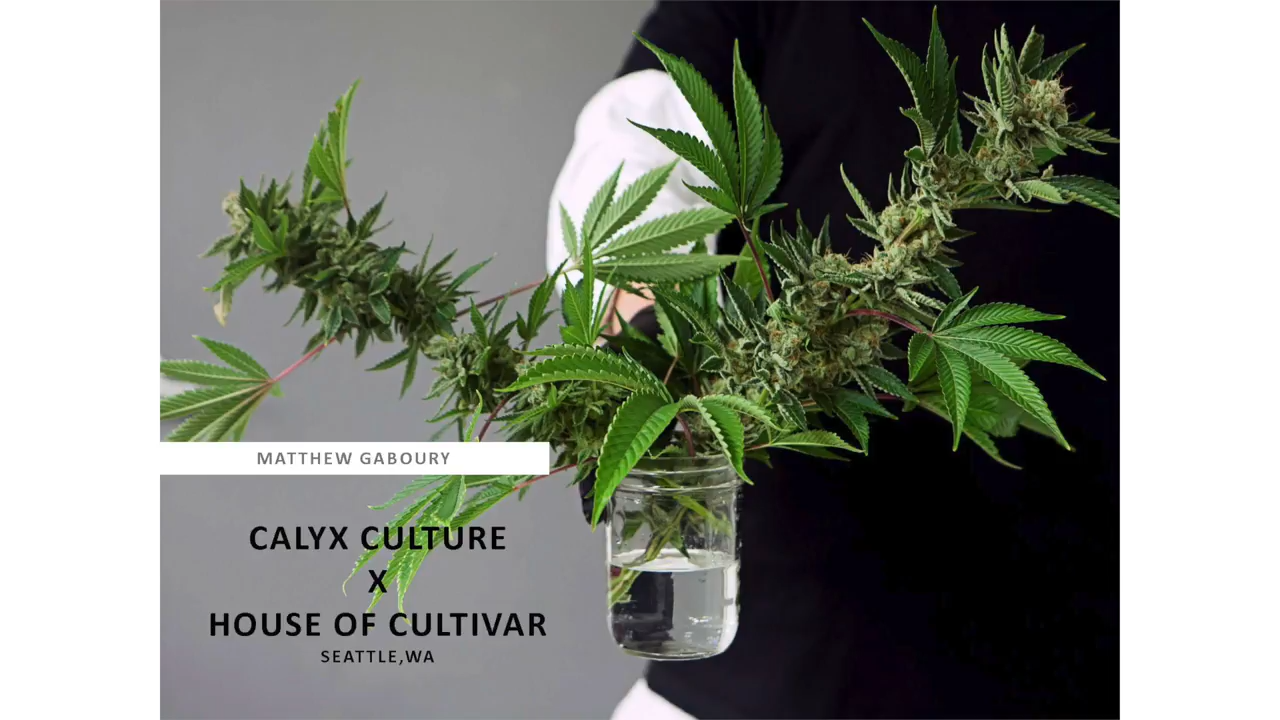 MATTHEW GABOURY
CALYX CULTURE
X
HOUSE OF CULTIVAR
SEATTLE,WA